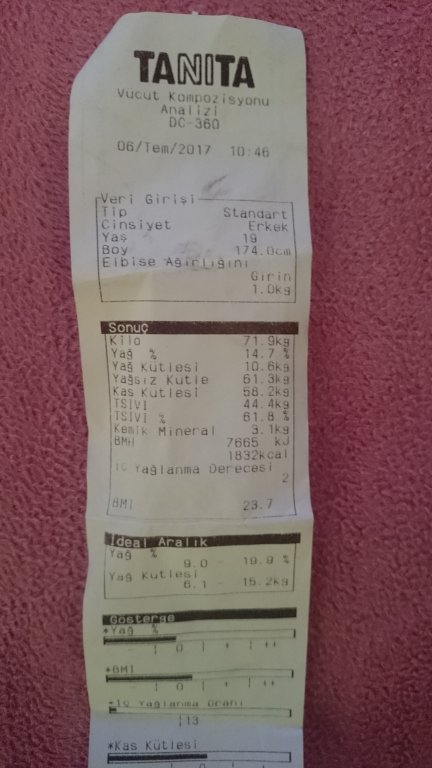 TANITA
Vücut Kompozisyonu
Analizi
DC-360
06/Tem/2017 10:46
Veri Girişi
Tip Standart
Cinsiyet Erkek
Yaş 19
Boy 174.0cm
Elbise Ağırlığını
Girin
1.0kg
Sonuç
Kilo 71.9kg
Yağ % 14.7 %
Yağ Kütlesi 10.6kg
Yağsız Kütle 61.3kg
Kas Kütlesi 58.2kg
TSIVI 44.4kg
TSIVI % 61.8 %
Kemik Mineral 3.1kg
BMH 7665 kJ
1832kcal
İç Yağlanma Derecesi
2
BMI 23.7
İdeal Aralık
Yağ %
9.0 - 19.9 %
Yağ Kütlesi
6.1 - 15.2kg
Gösterge
*Yağ %
- 0 + ++
*BMI
- 0 + ++
*İç Yağlanma Oranı
13
*Kas Kütlesi